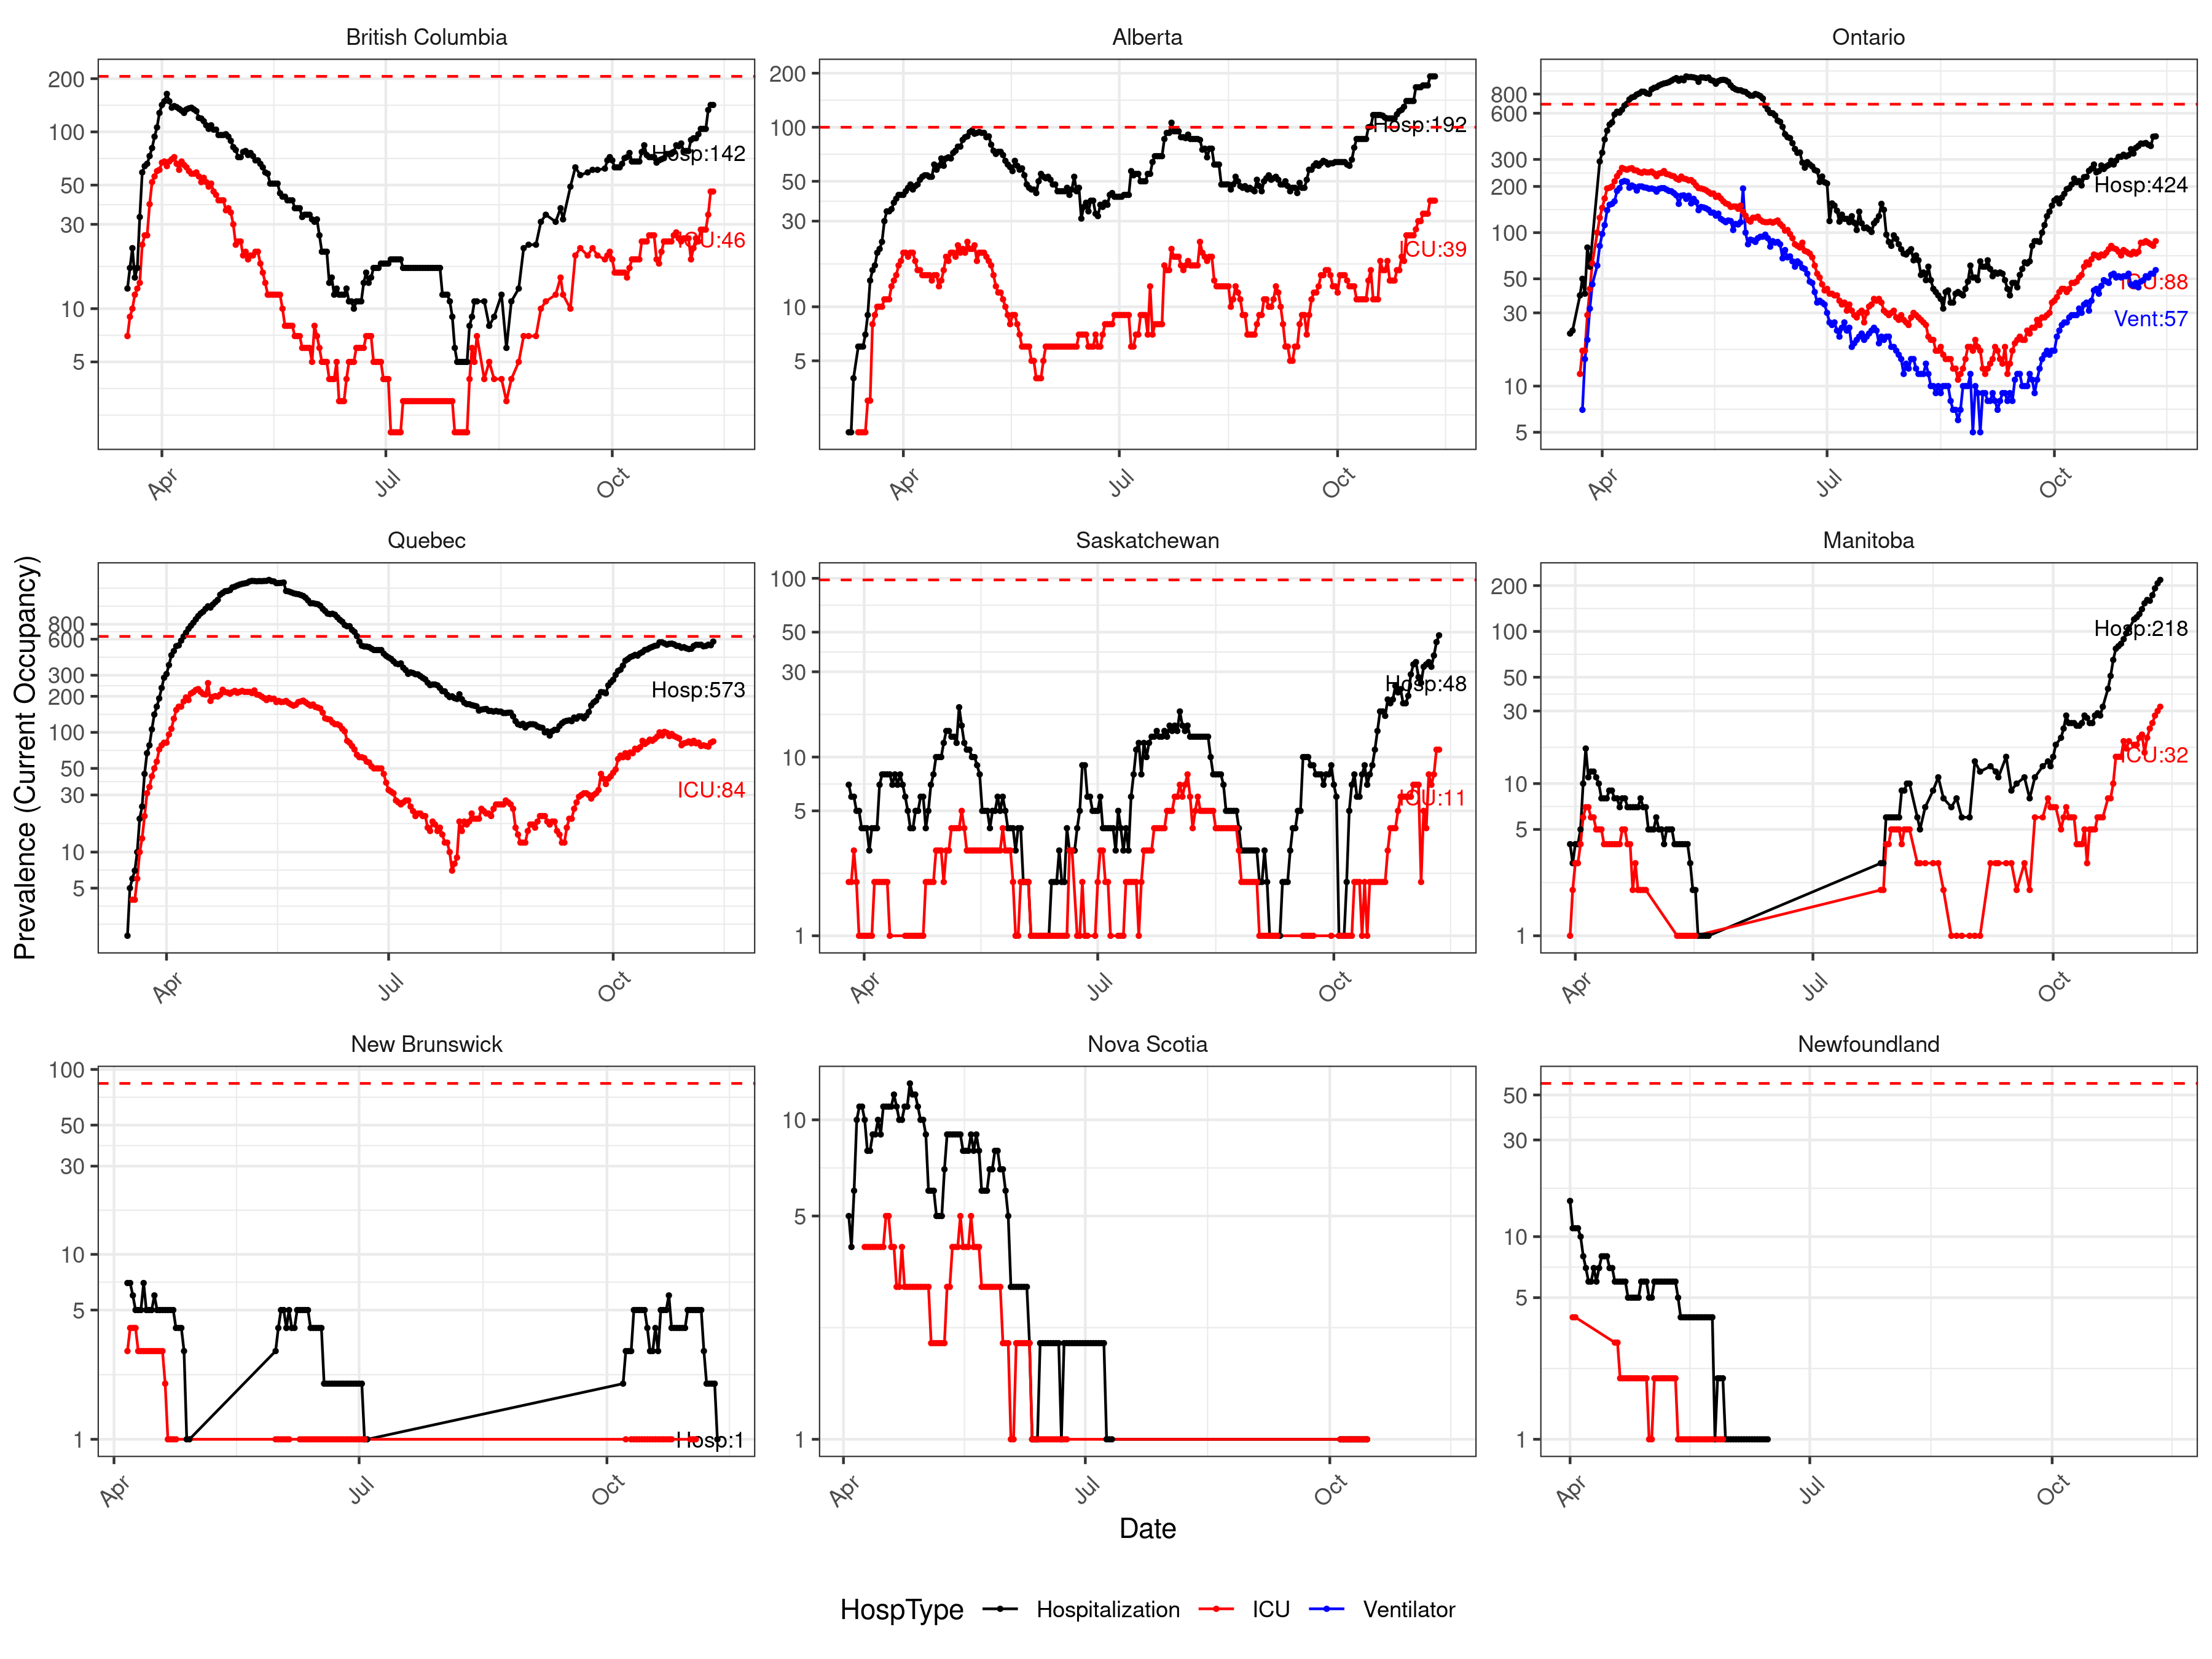 British Columbia
Alberta
Ontario
200
100
50
30
10
5
Hosp:142
ICU:46
Apr
Jul
Oct
200
100
50
30
10
5
Hosp:192
ICU:39
Apr
Jul
Oct
800
600
300
200
100
50
30
10
5
Hosp:424
ICU:88
Vent:57
Apr
Jul
Oct
Prevalence (Current Occupancy)
Quebec
Saskatchewan
Manitoba
800
600
300
200
100
50
30
10
5
Hosp:573
ICU:84
Apr
Jul
Oct
100
50
30
10
5
1
Hosp:48
ICU:11
Apr
Jul
Oct
200
100
50
30
10
5
1
Hosp:218
ICU:32
Apr
Jul
Oct
New Brunswick
Nova Scotia
Newfoundland
100
50
30
10
5
1
Hosp:1
Apr
Jul
Oct
10
5
1
Apr
Jul
Oct
50
30
10
5
1
Apr
Jul
Oct
Date
HospType Hospitalization ICU Ventilator